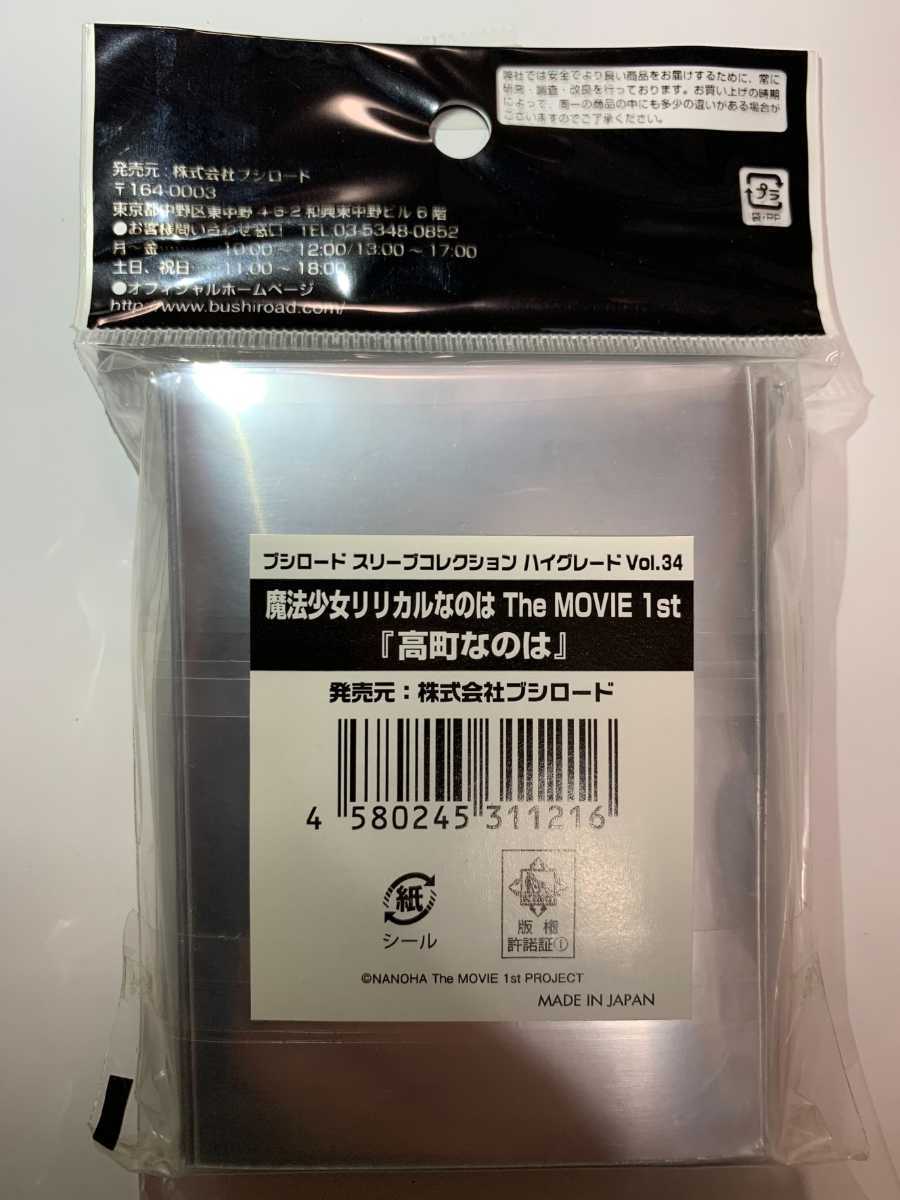 弊社では安全でより良い商品をお届けするために、常に
研究・調査・改良を行っております。お買い上げの時期
によって、同一の商品の中にも多少の違いがある場合が
ございますのでご了承ください。
発売元：株式会社ブシロード
〒164-0003
東京都中野区東中野 4-5-2 和興東中野ビル 6 階
●お客様問い合わせ窓口 TEL 03-5348-0852
月～金……… 10:00 ～ 12:00/13:00 ～ 17:00
土日、祝日…… 11:00 ～ 18:00
●オフィシャルホームページ
http://www.bushiroad.com/
プラ
袋:PP
ブシロード スリーブコレクション ハイグレード Vol.34
魔法少女リリカルなのは The MOVIE 1st
『高町なのは』
発売元：株式会社ブシロード
4 580245 311216
紙
シール
版権
許諾証①
©NANOHA The MOVIE 1st PROJECT
MADE IN JAPAN